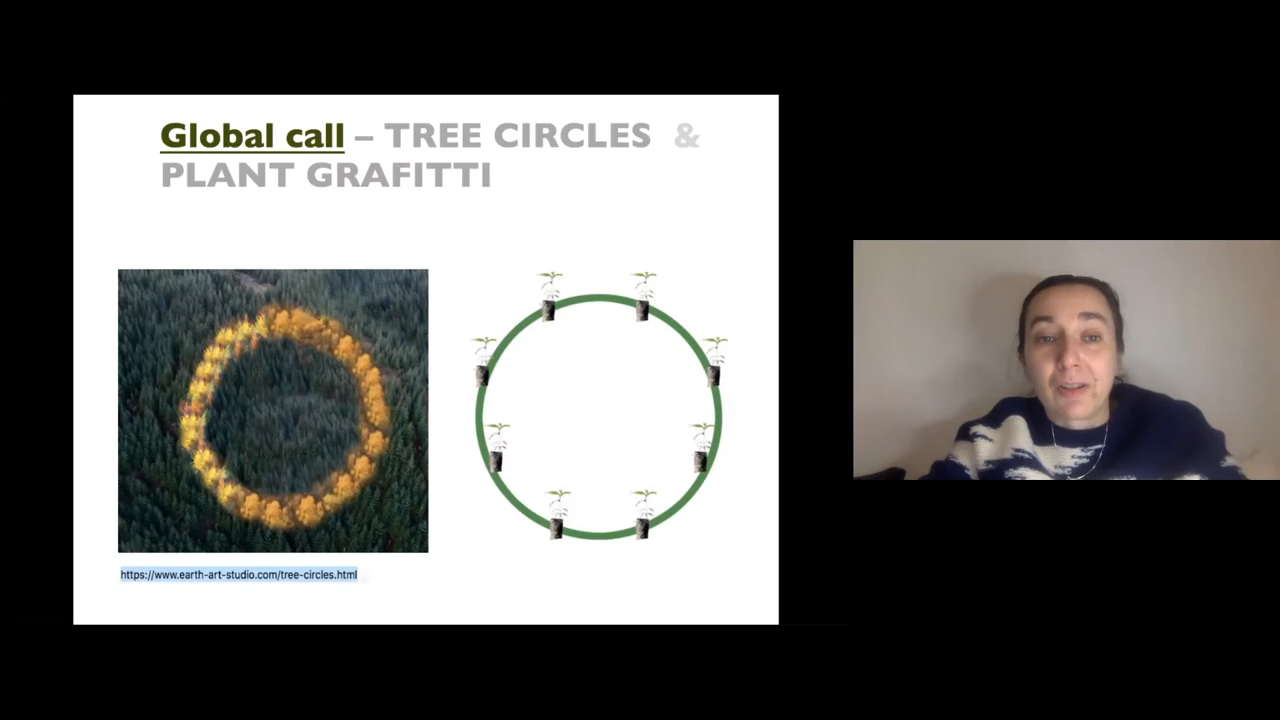 Global call – TREE CIRCLES &
PLANT GRAFITTI
https://www.earth-art-studio.com/tree-circles.html